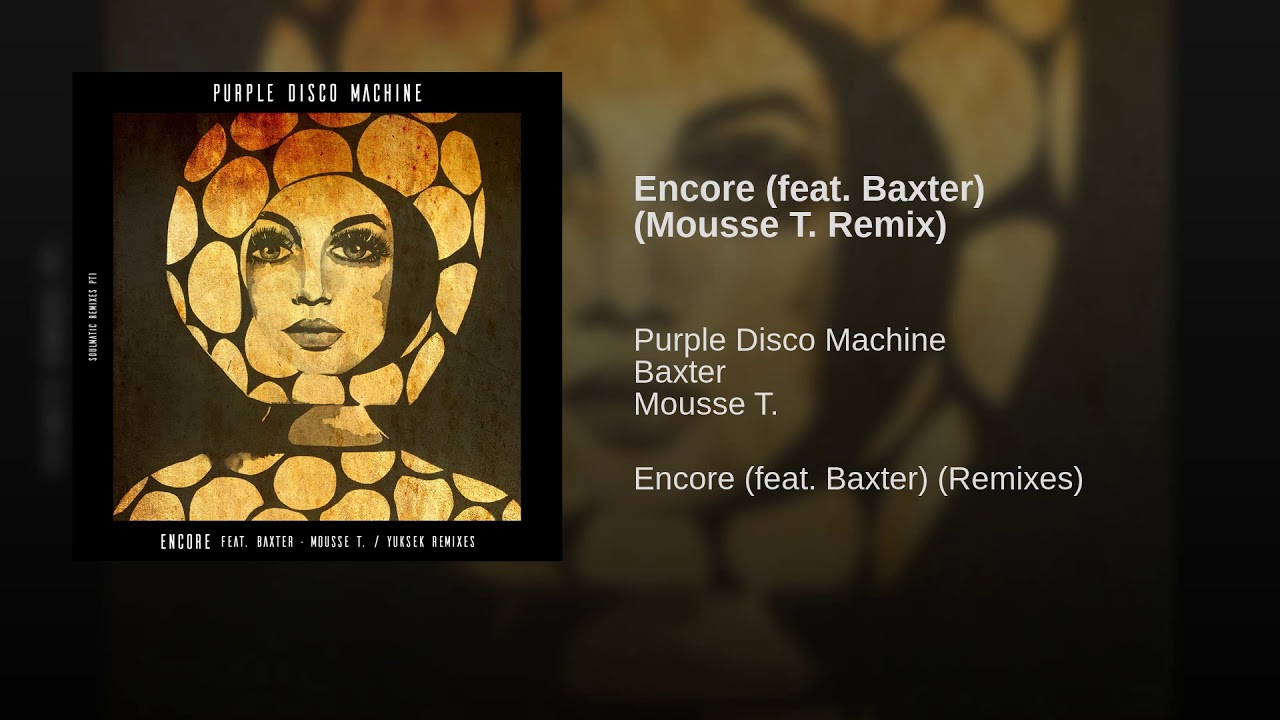 PURPLE DISCO MACHINE
SOULMATIC REMIXES PT1
ENCORE FEAT. BAXTER - MOUSSE T. / YUKSEK REMIXES
Encore (feat. Baxter)
(Mousse T. Remix)
Purple Disco Machine
Baxter
Mousse T.
Encore (feat. Baxter) (Remixes)